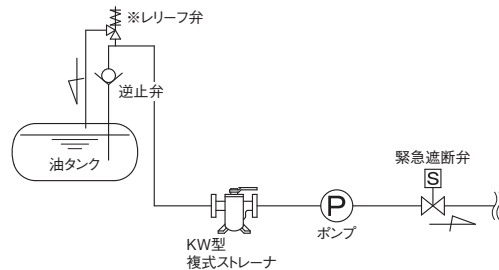 ※レリーフ弁
逆止弁
油タンク
緊急遮断弁
S
P
ポンプ
KW型
複式ストレーナ